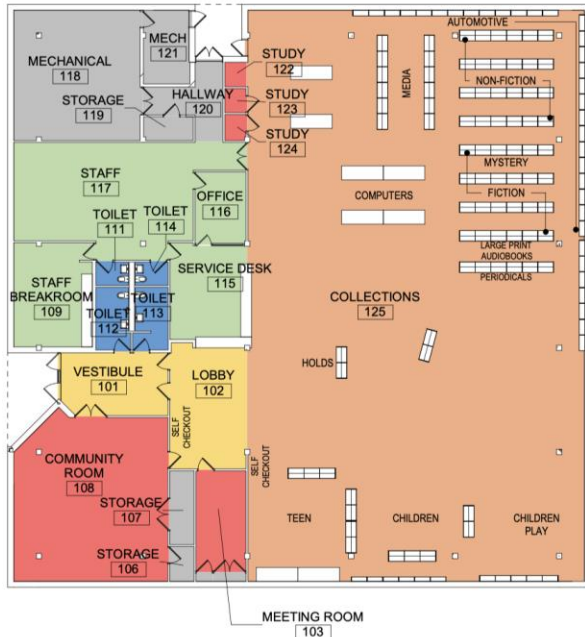 AUTOMOTIVE
MECH
121
MECHANICAL
118
STUDY
122
NON-FICTION
MEDIA
HALLWAY
120
STUDY
123
STORAGE
119
STUDY
124
MYSTERY
STAFF
117
OFFICE
116
COMPUTERS
FICTION
TOILET
111
TOILET
114
LARGE PRINT
AUDIOBOOKS
PERIODICALS
STAFF
BREAKROOM
109
SERVICE DESK
115
TOILET
112
TOILET
113
COLLECTIONS
125
VESTIBULE
101
LOBBY
102
HOLDS
SELF
CHECKOUT
COMMUNITY
ROOM
108
SELF
CHECKOUT
STORAGE
107
TEEN
CHILDREN
CHILDREN
PLAY
STORAGE
106
MEETING ROOM
103